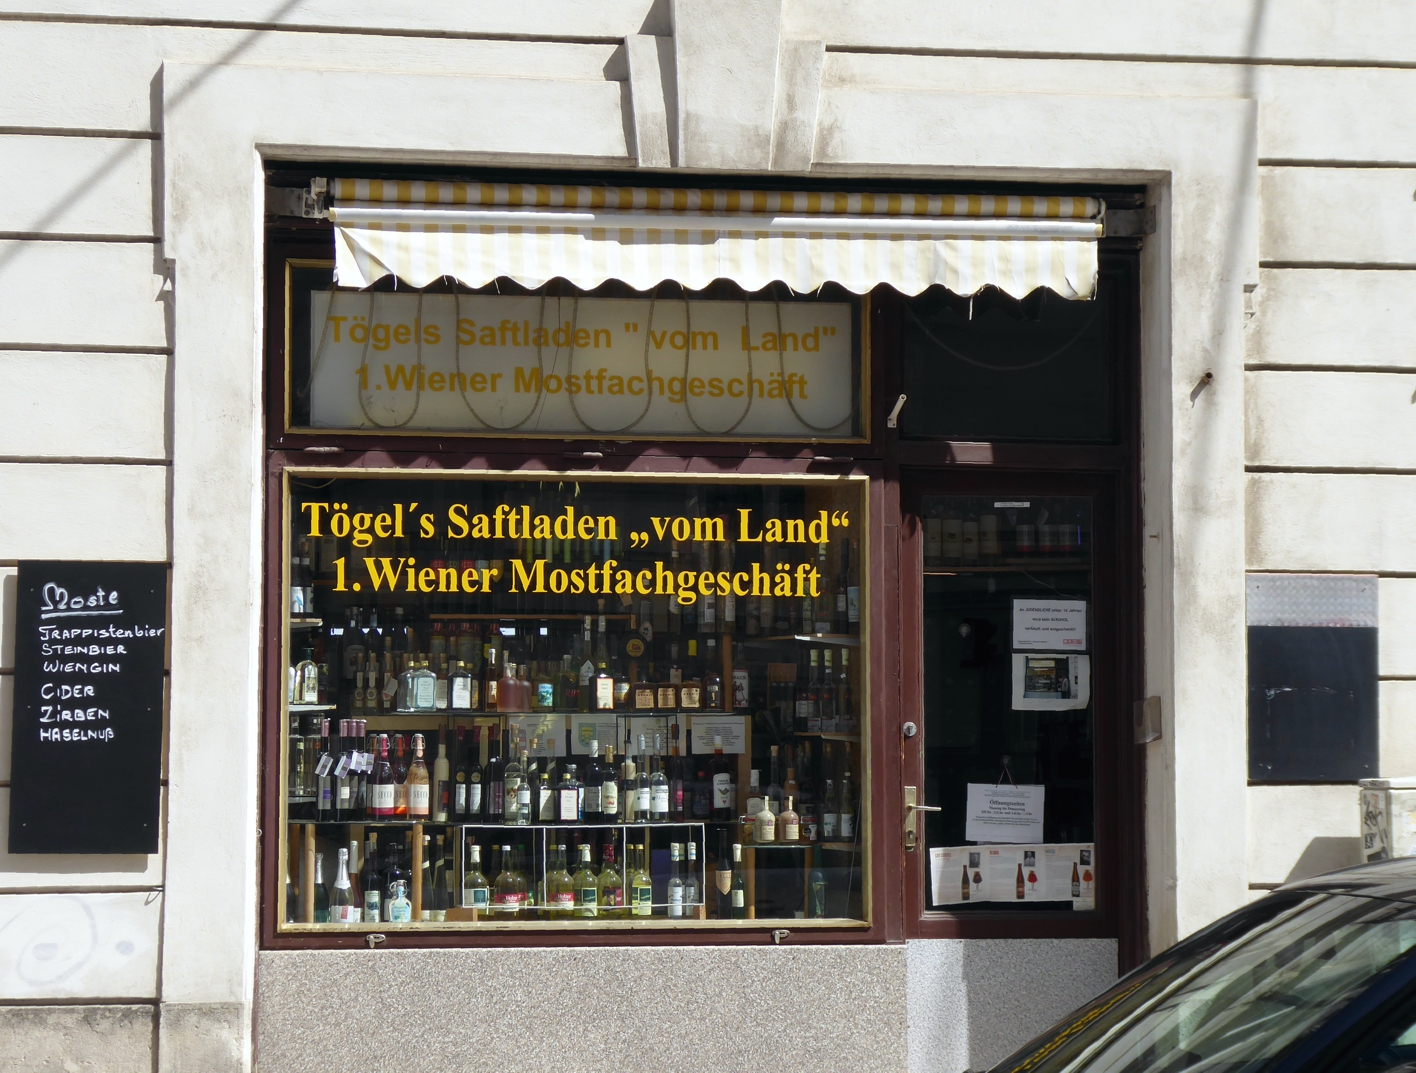 Tögels Saftladen " vom Land"
1.Wiener Mostfachgeschäft
Tögel´s Saftladen „vom Land“
1.Wiener Mostfachgeschäft
Moste
TRAPPISTENbiER
STEINBIER
WIENGIN
CiDER
ZiRBEN
HASELNUß
Öffnungszeiten